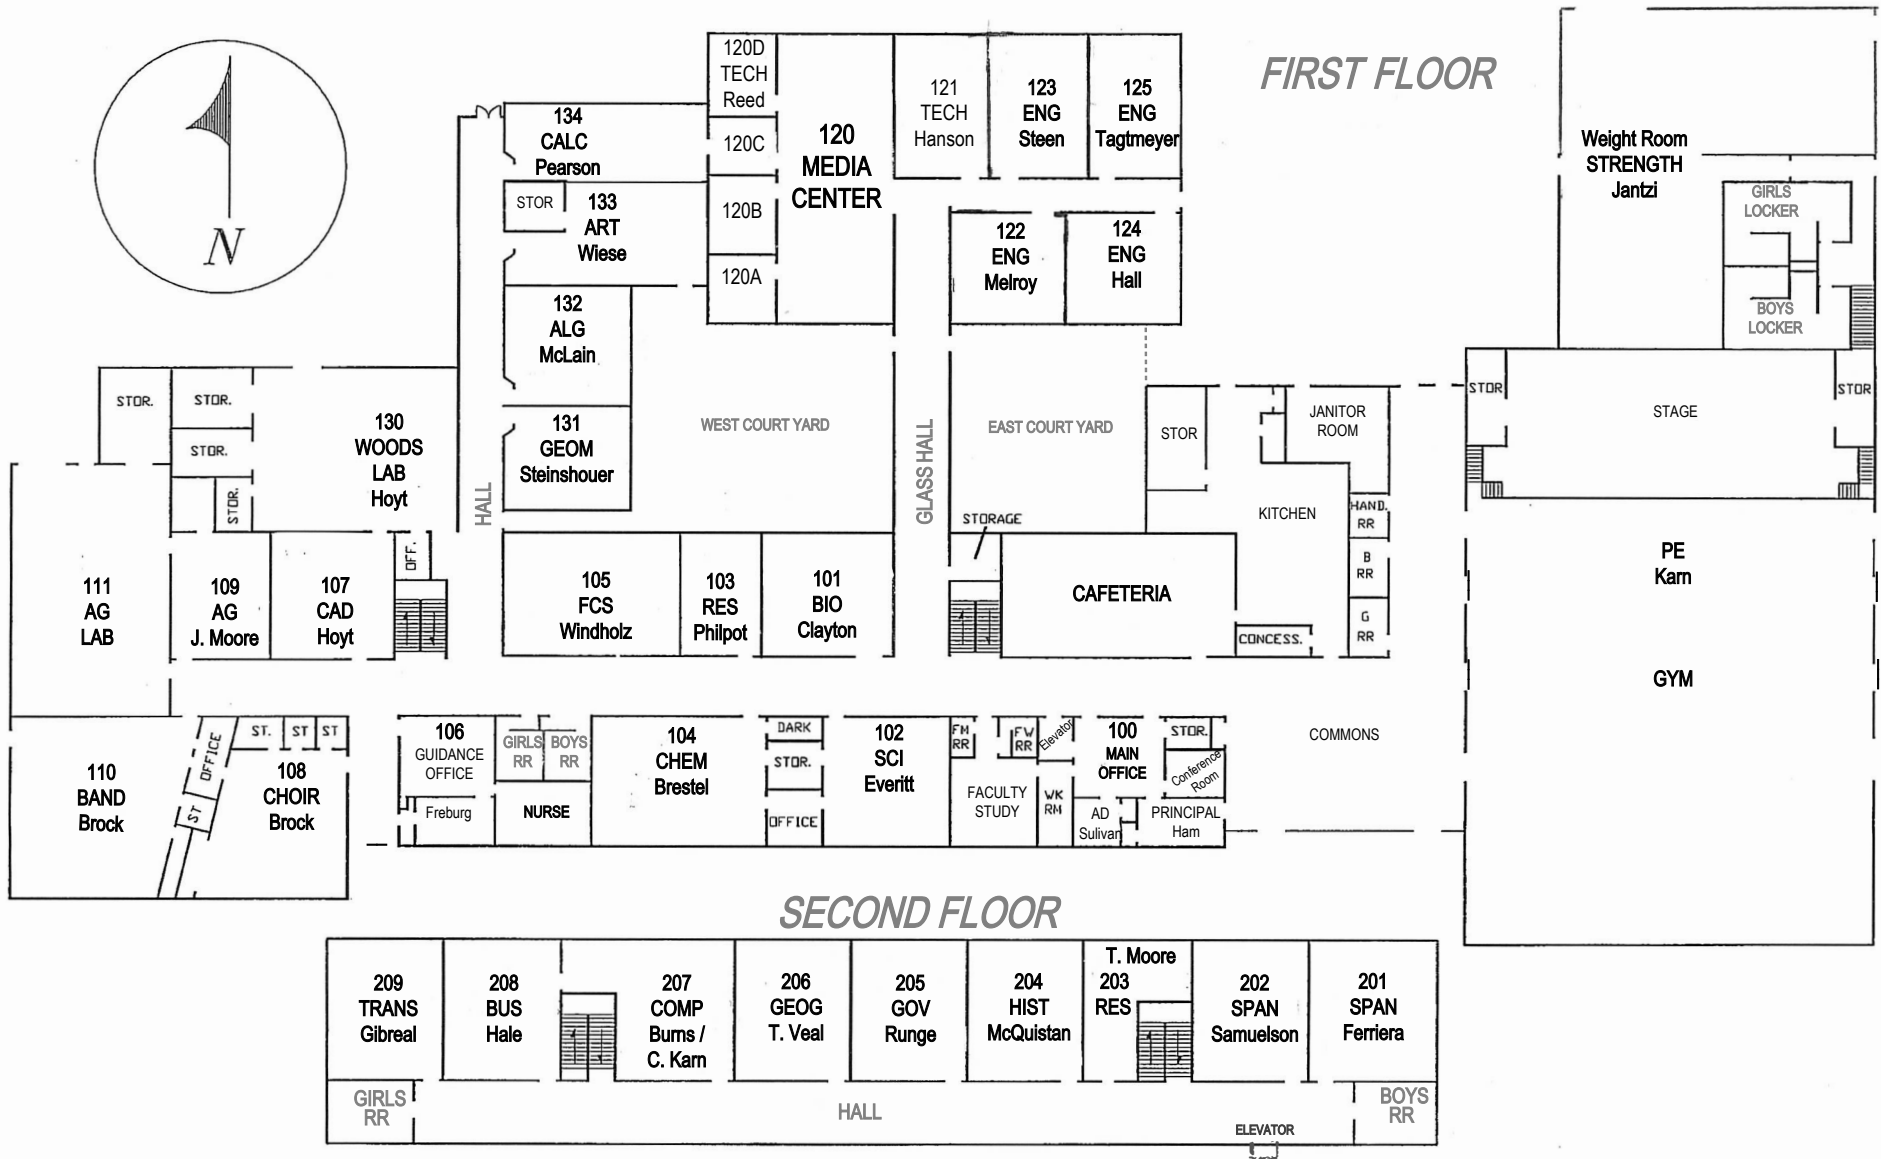 FIRST FLOOR
N
120D
TECH
Reed
120C
120B
120A
120
MEDIA
CENTER
121
TECH
Hanson
123
ENG
Steen
125
ENG
Tagtmeyer
122
ENG
Melroy
124
ENG
Hall
134
CALC
Pearson
STOR
133
ART
Wiese
132
ALG
McLain
131
GEOM
Steinshouer
HALL
WEST COURT YARD
GLASS HALL
EAST COURT YARD
Weight Room
STRENGTH
Jantzi
GIRLS
LOCKER
BOYS
LOCKER
STOR
STAGE
STOR
STOR
JANITOR
ROOM
KITCHEN
HAND.
RR
B
RR
G
RR
CONCESS.
STORAGE
CAFETERIA
PE
Karn
GYM
COMMONS
STOR.
STOR.
STOR.
STOR.
130
WOODS
LAB
Hoyt
OFF.
111
AG
LAB
109
AG
J. Moore
107
CAD
Hoyt
105
FCS
Windholz
103
RES
Philpot
101
BIO
Clayton
110
BAND
Brock
OFFICE
ST
ST.
ST
ST
108
CHOIR
Brock
106
GUIDANCE
OFFICE
Freburg
GIRLS
RR
BOYS
RR
NURSE
104
CHEM
Brestel
DARK
STOR.
OFFICE
102
SCI
Everitt
FM
RR
FW
RR
FACULTY
STUDY
Elevator
WK
RM
100
MAIN
OFFICE
STOR.
Conference
Room
AD
Sulivan
PRINCIPAL
Ham
SECOND FLOOR
209
TRANS
Gibreal
208
BUS
Hale
207
COMP
Burns /
C. Karn
206
GEOG
T. Veal
205
GOV
Runge
204
HIST
McQuistan
T. Moore
203
RES
202
SPAN
Samuelson
201
SPAN
Ferriera
GIRLS
RR
HALL
BOYS
RR
ELEVATOR